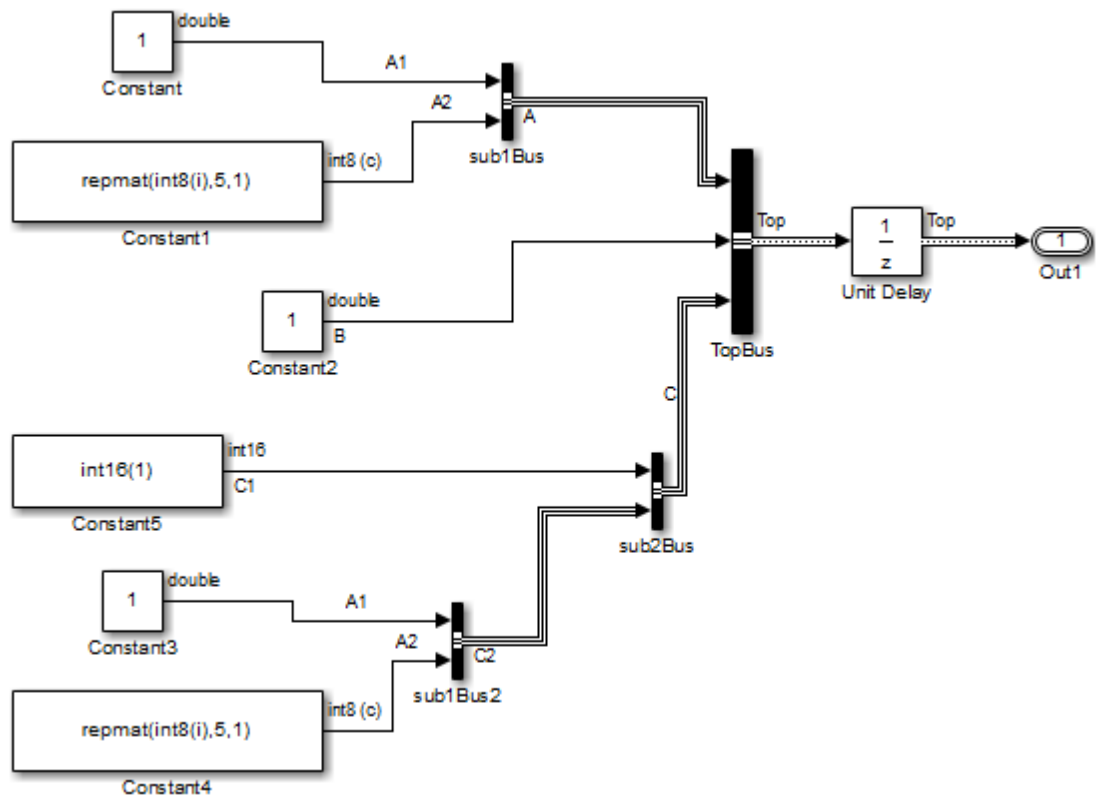 double
1
Constant
A1
A2
A
sub1Bus
repmat(int8(i),5,1)
int8 (c)
Constant1
Top
1
z
Top
1
Unit Delay
Out1
double
1
B
Constant2
TopBus
C
int16(1)
int16
C1
Constant5
sub2Bus
double
1
A1
Constant3
A2
C2
sub1Bus2
repmat(int8(i),5,1)
int8 (c)
Constant4